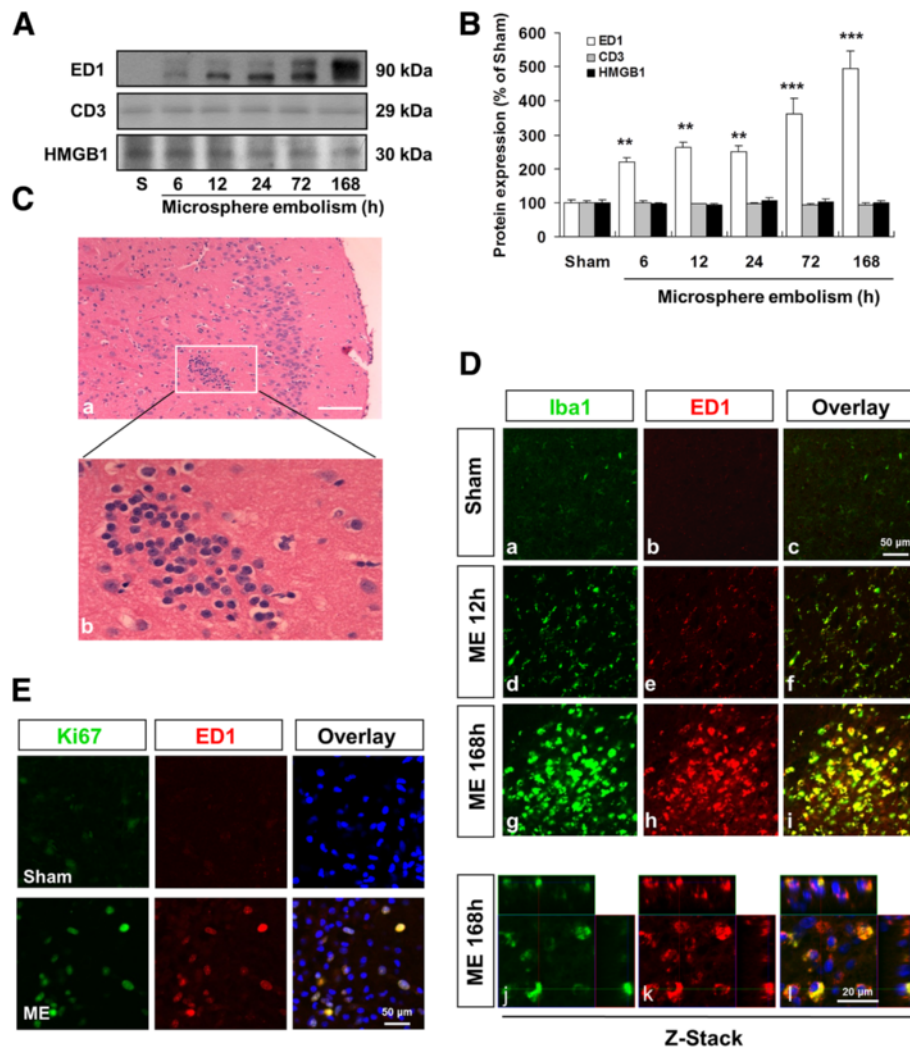 A
ED1 90 kDa
CD3 29 kDa
HMGB1 30 kDa
S 6 12 24 72 168
Microsphere embolism (h)
B
Protein expression (% of Sham)
600
500
400
300
200
100
0
ED1
CD3
HMGB1
** ** ** *** ***
Sham 6 12 24 72 168
Microsphere embolism (h)
C
a
b
D
Iba1 ED1 Overlay
Sham
a b c
50 µm
ME 12h
d e f
ME 168h
g h i
ME 168h
j k l
20 µm
Z-Stack
E
Ki67 ED1 Overlay
Sham
ME
50 µm